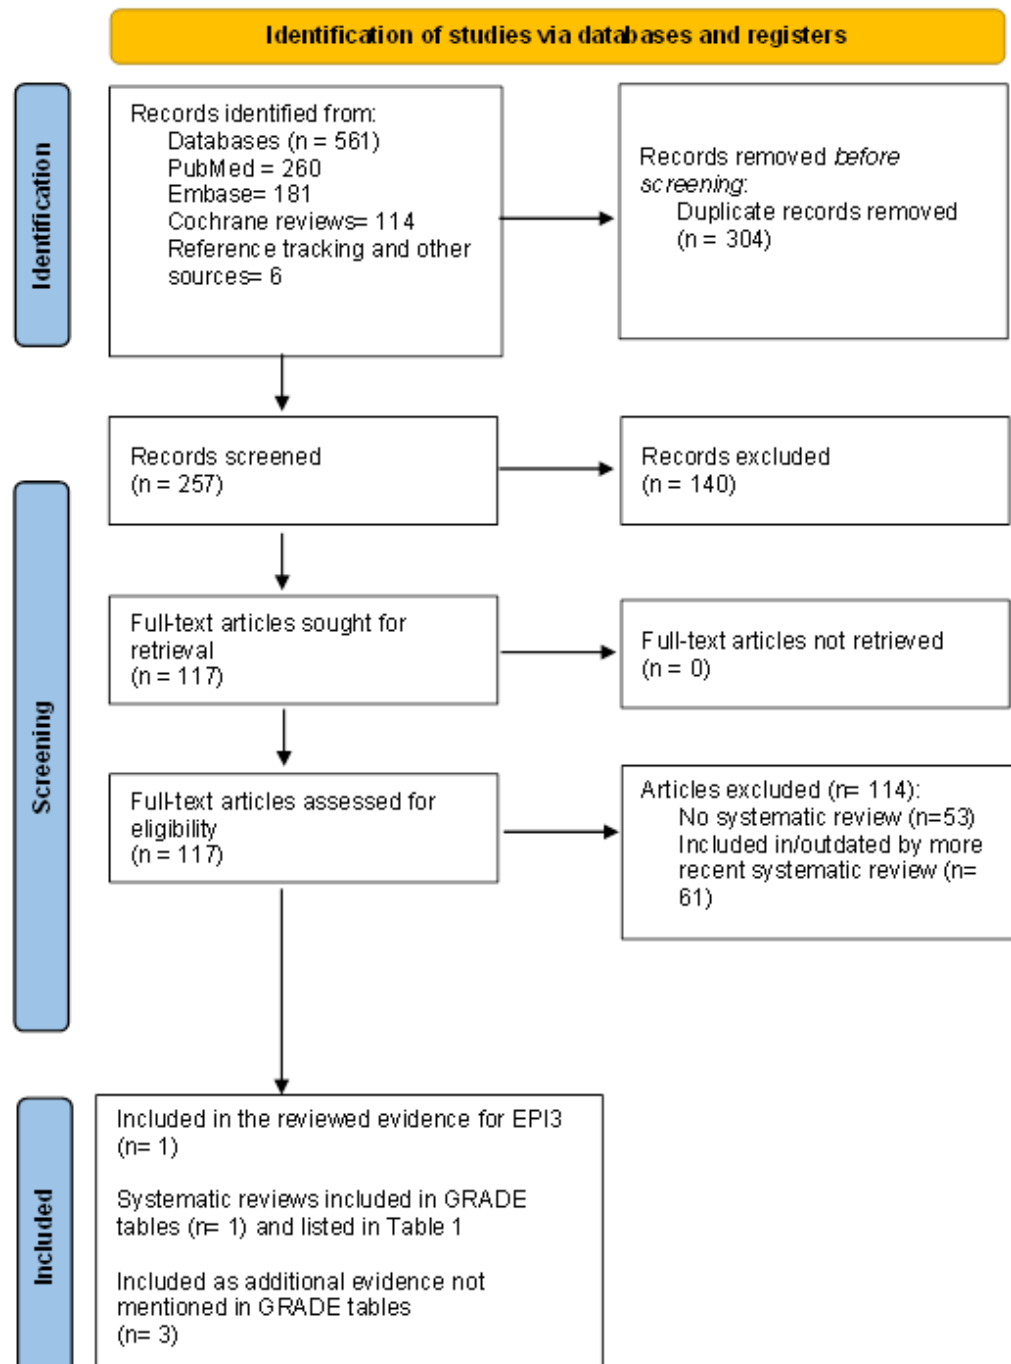 Identification of studies via databases and registers
Identification
Records identified from:
Databases (n = 561)
PubMed = 260
Embase= 181
Cochrane reviews= 114
Reference tracking and other
sources= 6
Records removed before
screening:
Duplicate records removed
(n = 304)
Screening
Records screened
(n = 257)
Records excluded
(n = 140)
Full-text articles sought for
retrieval
(n = 117)
Full-text articles not retrieved
(n = 0)
Full-text articles assessed for
eligibility
(n = 117)
Articles excluded (n= 114):
No systematic review (n=53)
Included in/outdated by more
recent systematic review (n=
61)
Included
Included in the reviewed evidence for EPI3
(n= 1)
Systematic reviews included in GRADE
tables (n= 1) and listed in Table 1
Included as additional evidence not
mentioned in GRADE tables
(n= 3)